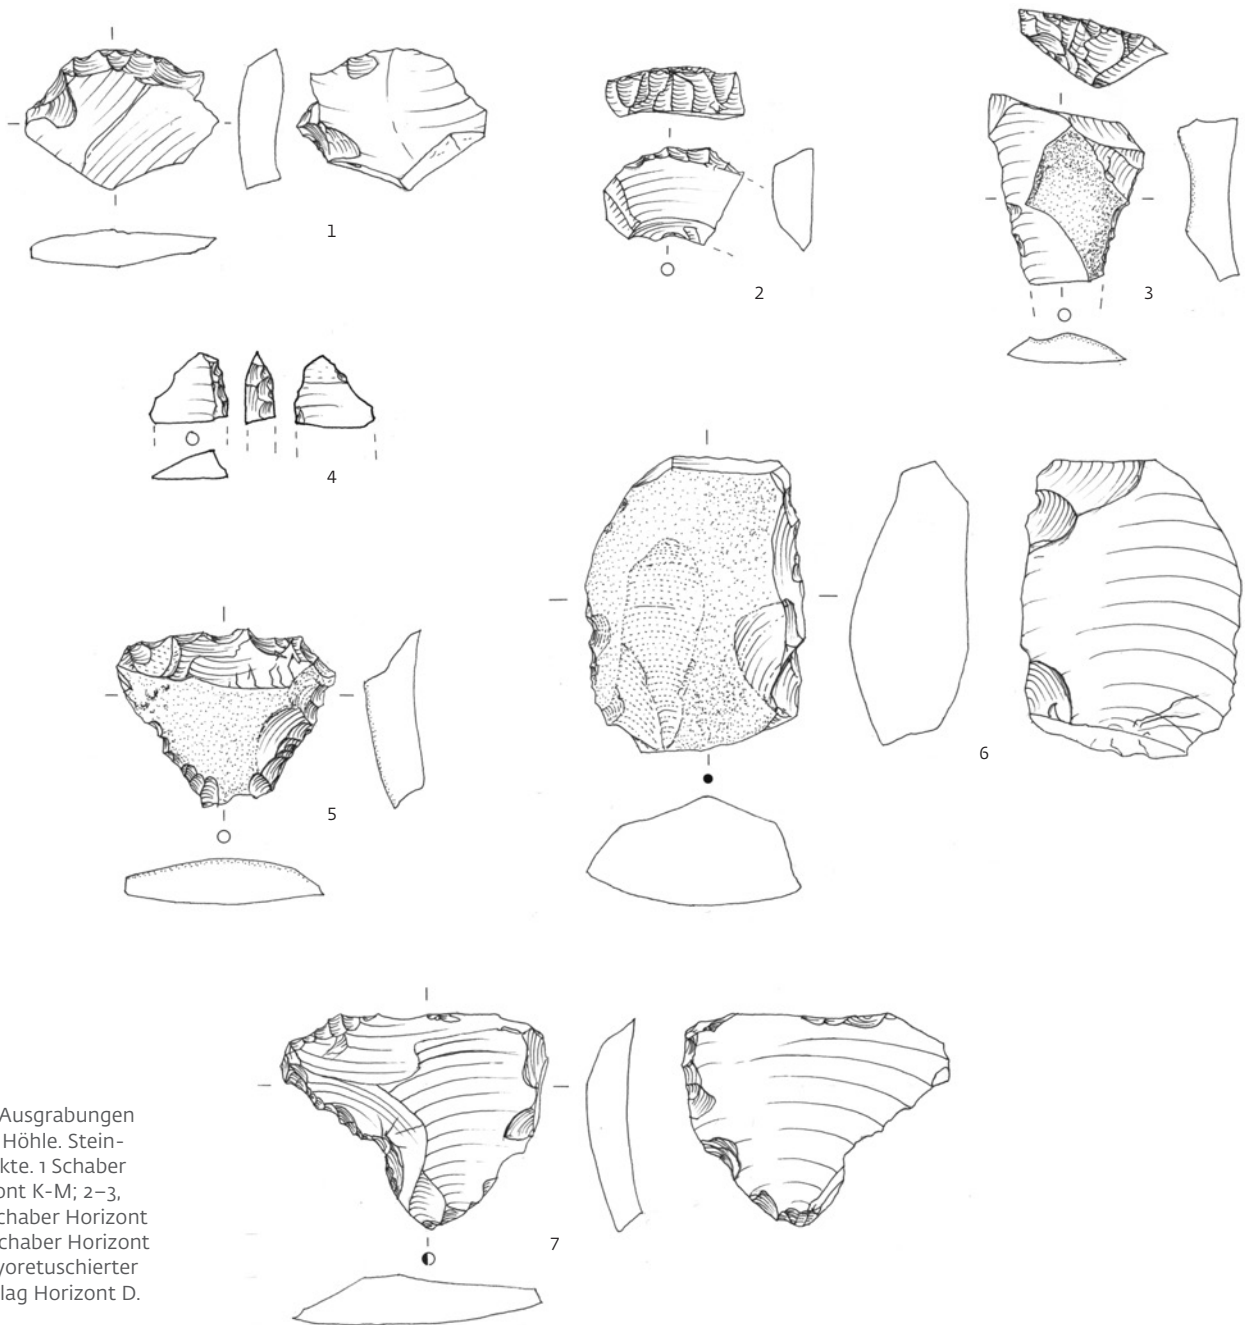 1
2
3
4
5
6
7
Ausgrabungen
Höhle. Stein-
kte. 1 Schaber
ont K-M; 2–3,
chaber Horizont
chaber Horizont
yoretuschierter
lag Horizont D.